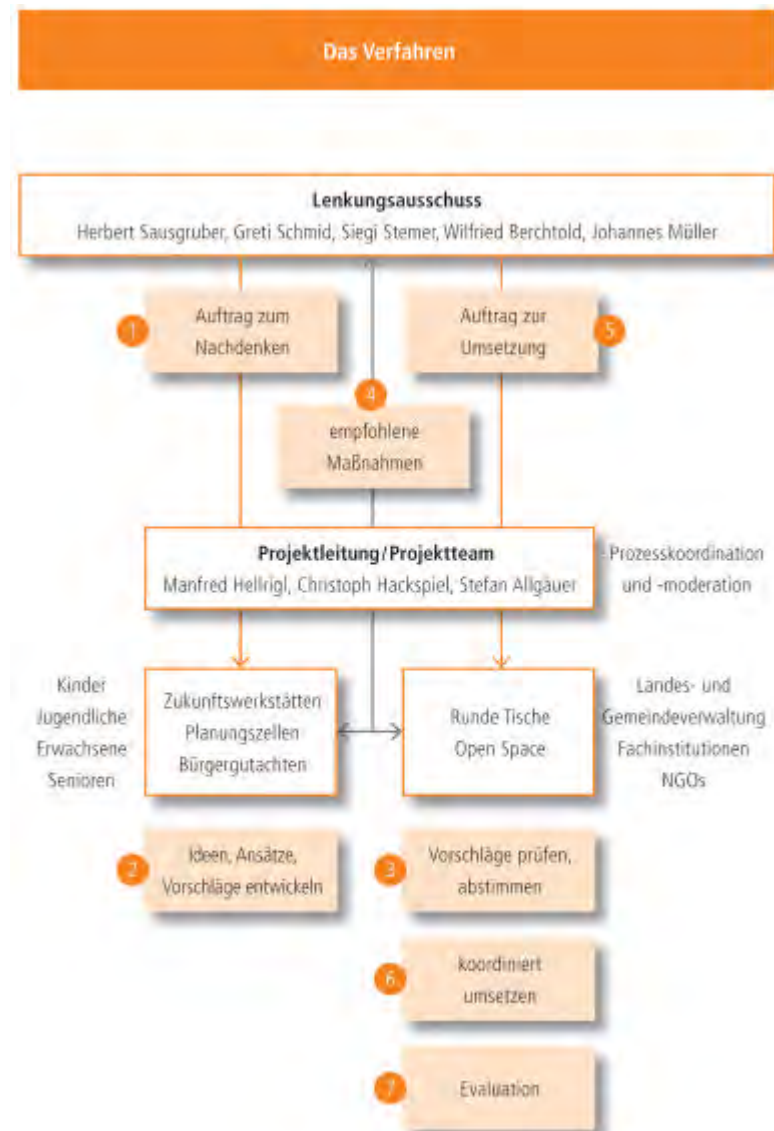 Das Verfahren
Lenkungsausschuss
Herbert Sausgruber, Greti Schmid, Siegi Stemer, Wilfried Berchtold, Johannes Müller
1
Auftrag zum
Nachdenken
Auftrag zur
Umsetzung
5
4
empfohlene
Maßnahmen
Projektleitung/Projektteam
Manfred Hellrigl, Christoph Hackspiel, Stefan Allgäuer
Prozesskoordination
und -moderation
Kinder
Jugendliche
Erwachsene
Senioren
Zukunftswerkstätten
Planungszellen
Bürgergutachten
Runde Tische
Open Space
Landes- und
Gemeindeverwaltung
Fachinstitutionen
NGOs
2
Ideen, Ansätze,
Vorschläge entwickeln
3
Vorschläge prüfen,
abstimmen
6
koordiniert
umsetzen
7
Evaluation